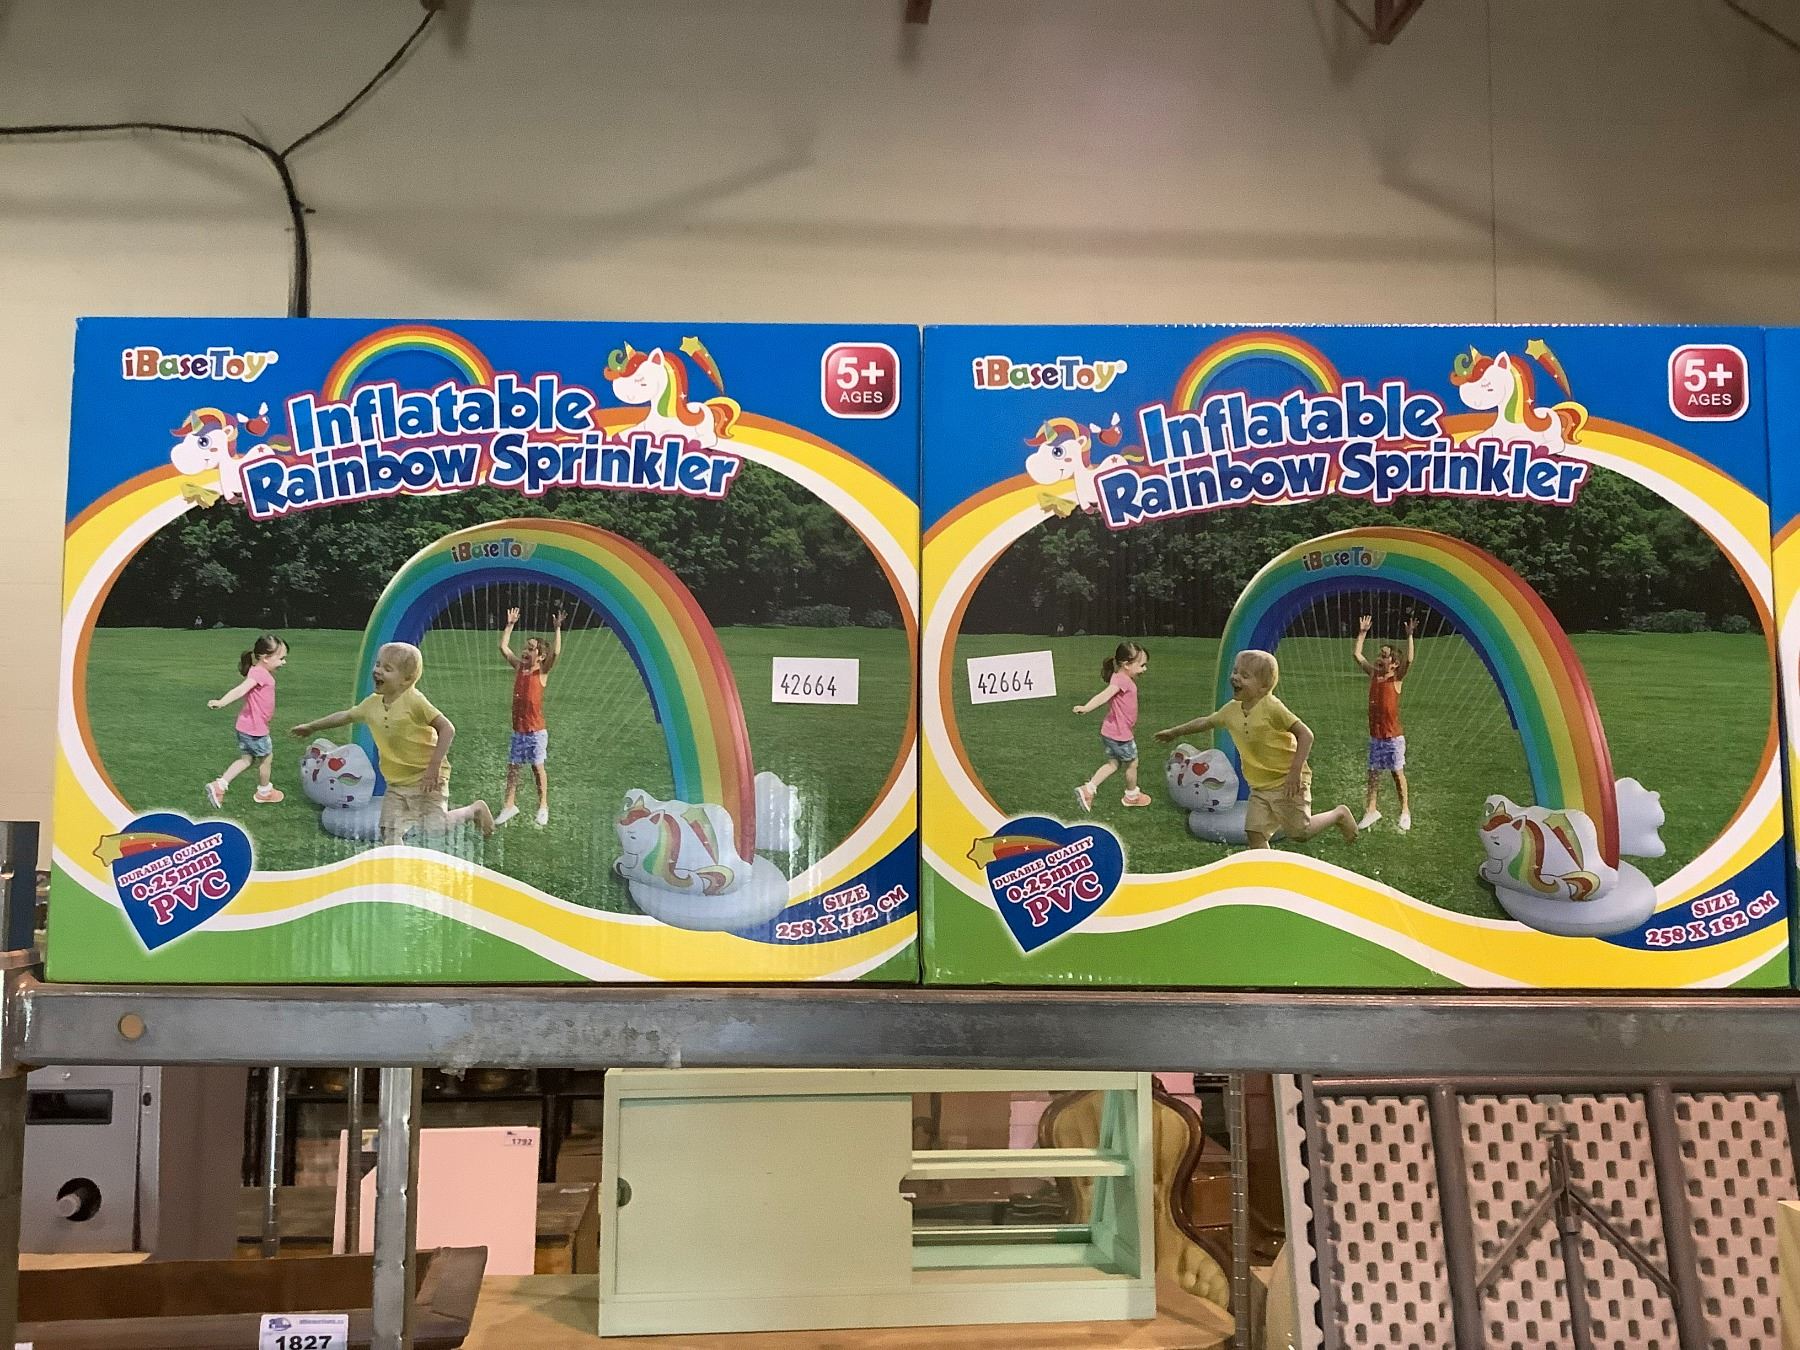 iBaseToy®
5+
AGES
Inflatable
Rainbow Sprinkler
iBaseToy
42664
DURABLE QUALITY
0.25mm
PVC
SIZE
258 X 182 CM
iBaseToy®
5+
AGES
Inflatable
Rainbow Sprinkler
iBaseToy
42664
DURABLE QUALITY
0.25mm
PVC
SIZE
258 X 182 CM
1792
1827